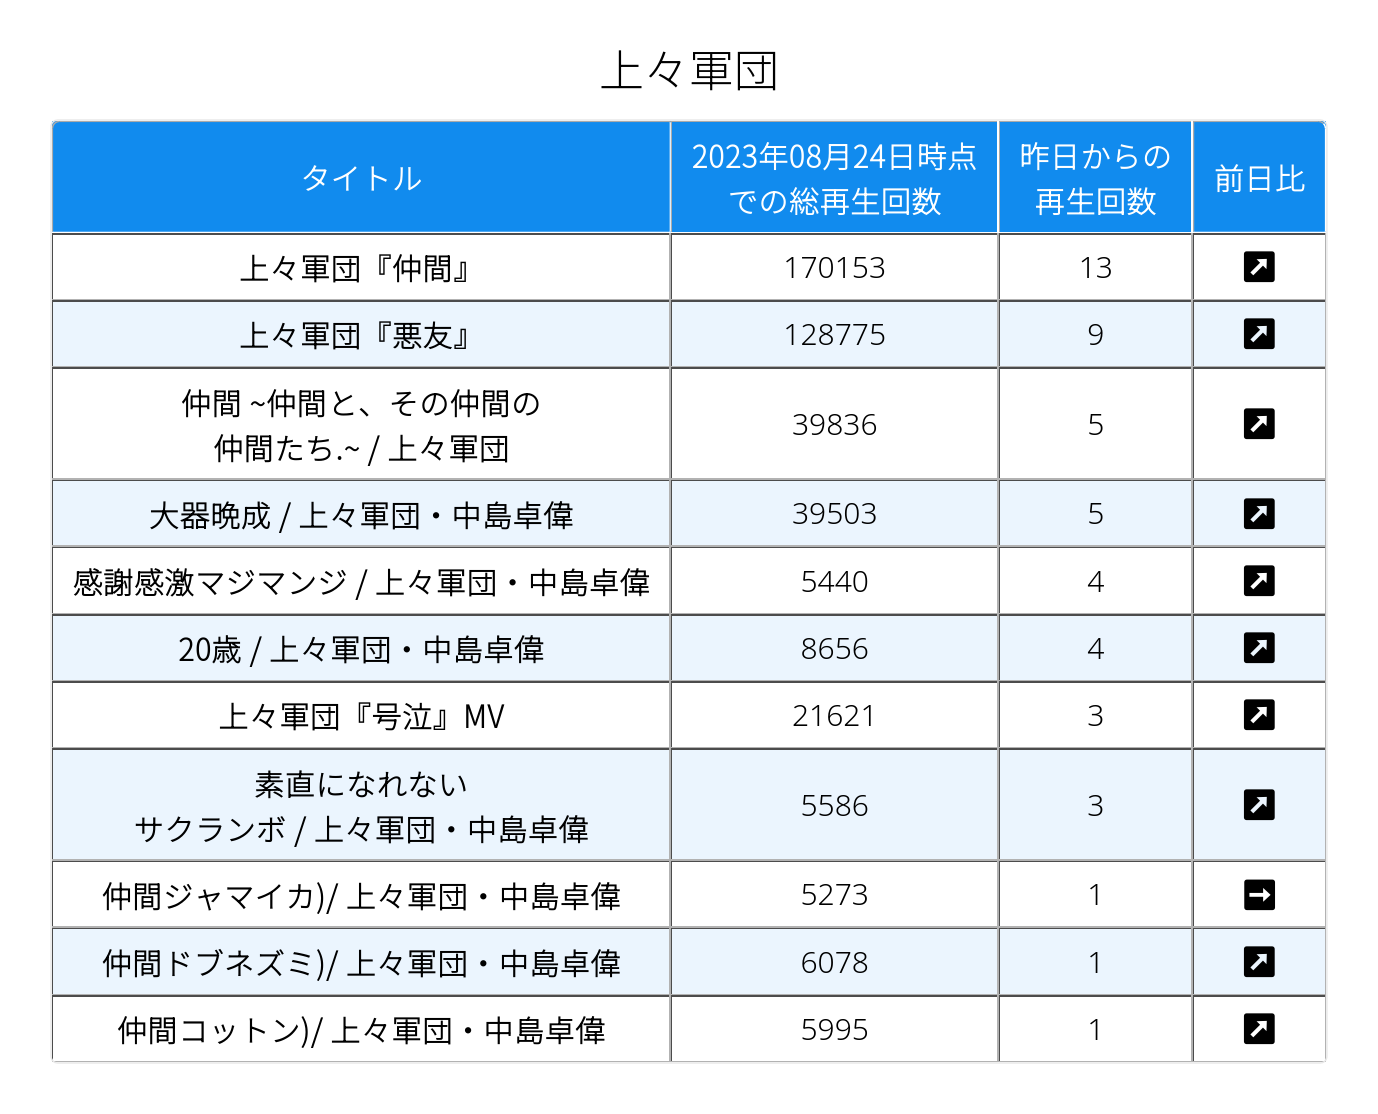 上々軍団
タイトル
2023年08月24日時点
での総再生回数
昨日からの
再生回数
前日比
上々軍団『仲間』 170153 13
上々軍団『悪友』 128775 9
仲間 ~仲間と、その仲間の
仲間たち.~ / 上々軍団 39836 5
大器晩成 / 上々軍団・中島卓偉 39503 5
感謝感激マジマンジ / 上々軍団・中島卓偉 5440 4
20歳 / 上々軍団・中島卓偉 8656 4
上々軍団『号泣』MV 21621 3
素直になれない
サクランボ / 上々軍団・中島卓偉 5586 3
仲間ジャマイカ)/ 上々軍団・中島卓偉 5273 1
仲間ドブネズミ)/ 上々軍団・中島卓偉 6078 1
仲間コットン)/ 上々軍団・中島卓偉 5995 1